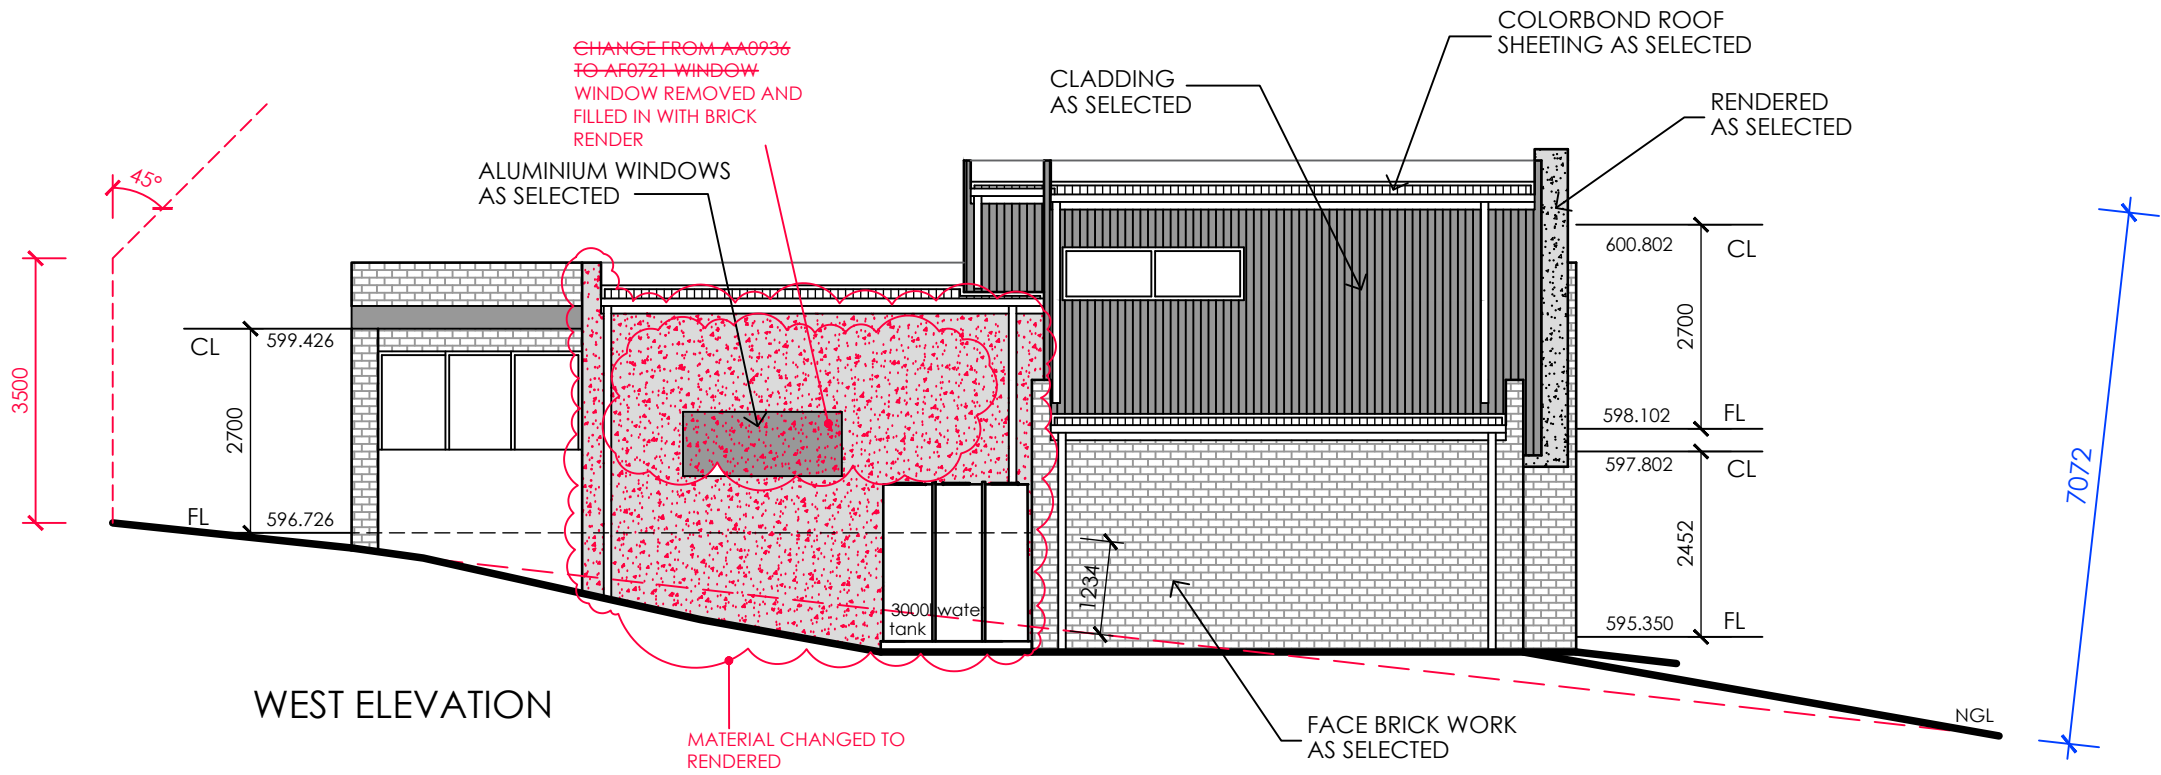 COLORBOND ROOF
SHEETING AS SELECTED
CHANGE FROM AA0936
TO AF0721 WINDOW
WINDOW REMOVED AND
FILLED IN WITH BRICK
RENDER
CLADDING
AS SELECTED
RENDERED
AS SELECTED
ALUMINIUM WINDOWS
AS SELECTED
45°
600.802
CL
2700
599.426
CL
2700
3500
598.102
FL
597.802
CL
7072
596.726
FL
2452
1234
3000l water
tank
595.350
FL
WEST ELEVATION
NGL
FACE BRICK WORK
AS SELECTED
MATERIAL CHANGED TO
RENDERED